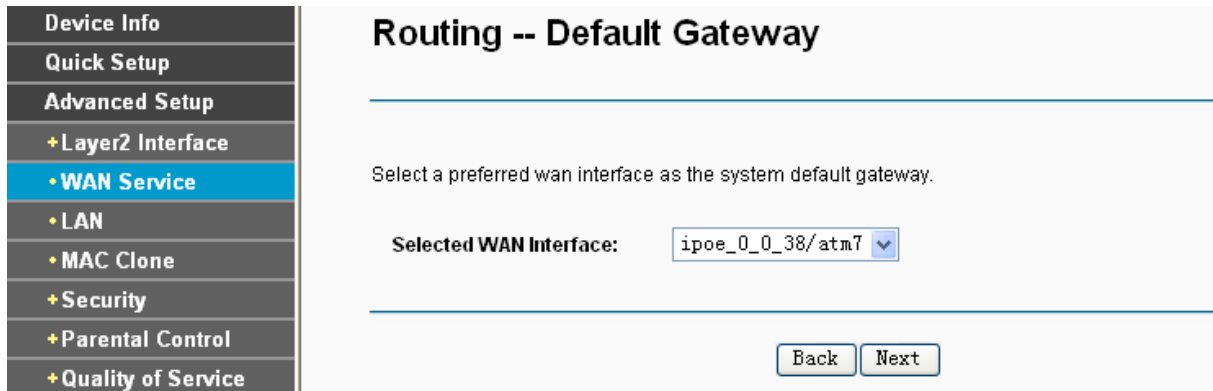 Device Info
Quick Setup
Advanced Setup
+Layer2 Interface
•WAN Service
•LAN
•MAC Clone
+Security
+Parental Control
+Quality of Service
Routing -- Default Gateway
Select a preferred wan interface as the system default gateway.
Selected WAN Interface: ipoe_0_0_38/atm7
Back Next